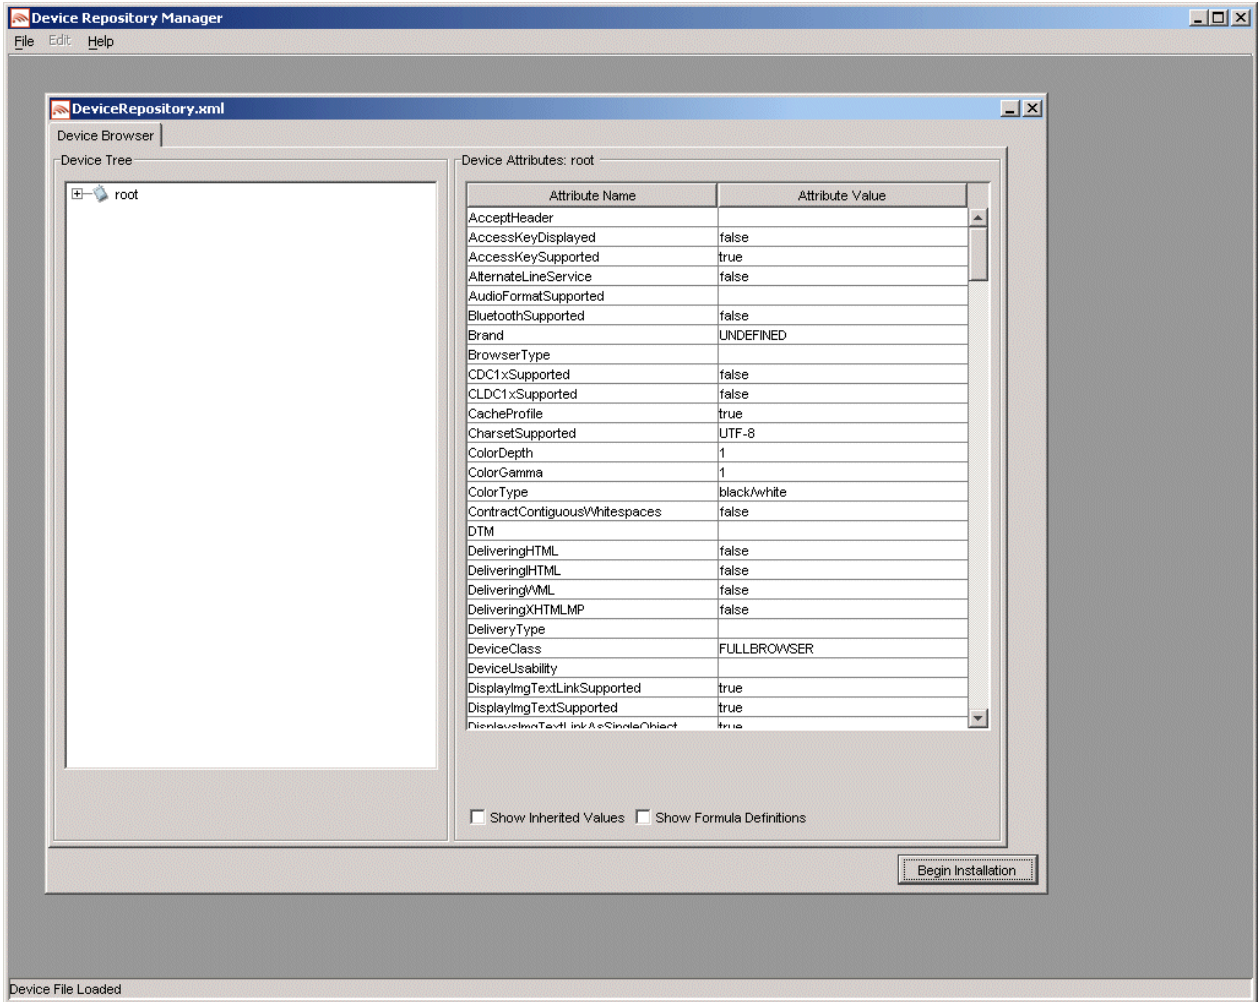 Device Repository Manager
File Edit Help
DeviceRepository.xml
Device Browser
Device Tree
root
Device Attributes: root
Attribute Name Attribute Value
AcceptHeader
AccessKeyDisplayed false
AccessKeySupported true
AlternateLineService false
AudioFormatSupported
BluetoothSupported false
Brand UNDEFINED
BrowserType
CDC1xSupported false
CLDC1xSupported false
CacheProfile true
CharsetSupported UTF-8
ColorDepth 1
ColorGamma 1
ColorType black/white
ContractContiguousWhitespaces false
DTM
DeliveringHTML false
DeliveringIHTML false
DeliveringWML false
DeliveringXHTMLMP false
DeliveryType
DeviceClass FULLBROWSER
DeviceUsability
DisplayImgTextLinkSupported true
DisplayImgTextSupported true
DisplaysImgTextLinkAsSingleObject true
Show Inherited Values Show Formula Definitions
Begin Installation
Device File Loaded